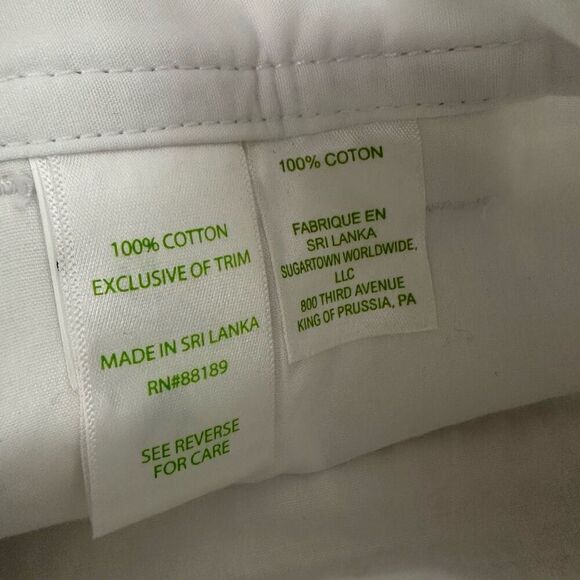 100% COTTON
EXCLUSIVE OF TRIM
MADE IN SRI LANKA
RN#88189
SEE REVERSE
FOR CARE
100% COTON
FABRIQUE EN
SRI LANKA
SUGARTOWN WORLDWIDE,
LLC
800 THIRD AVENUE
KING OF PRUSSIA, PA